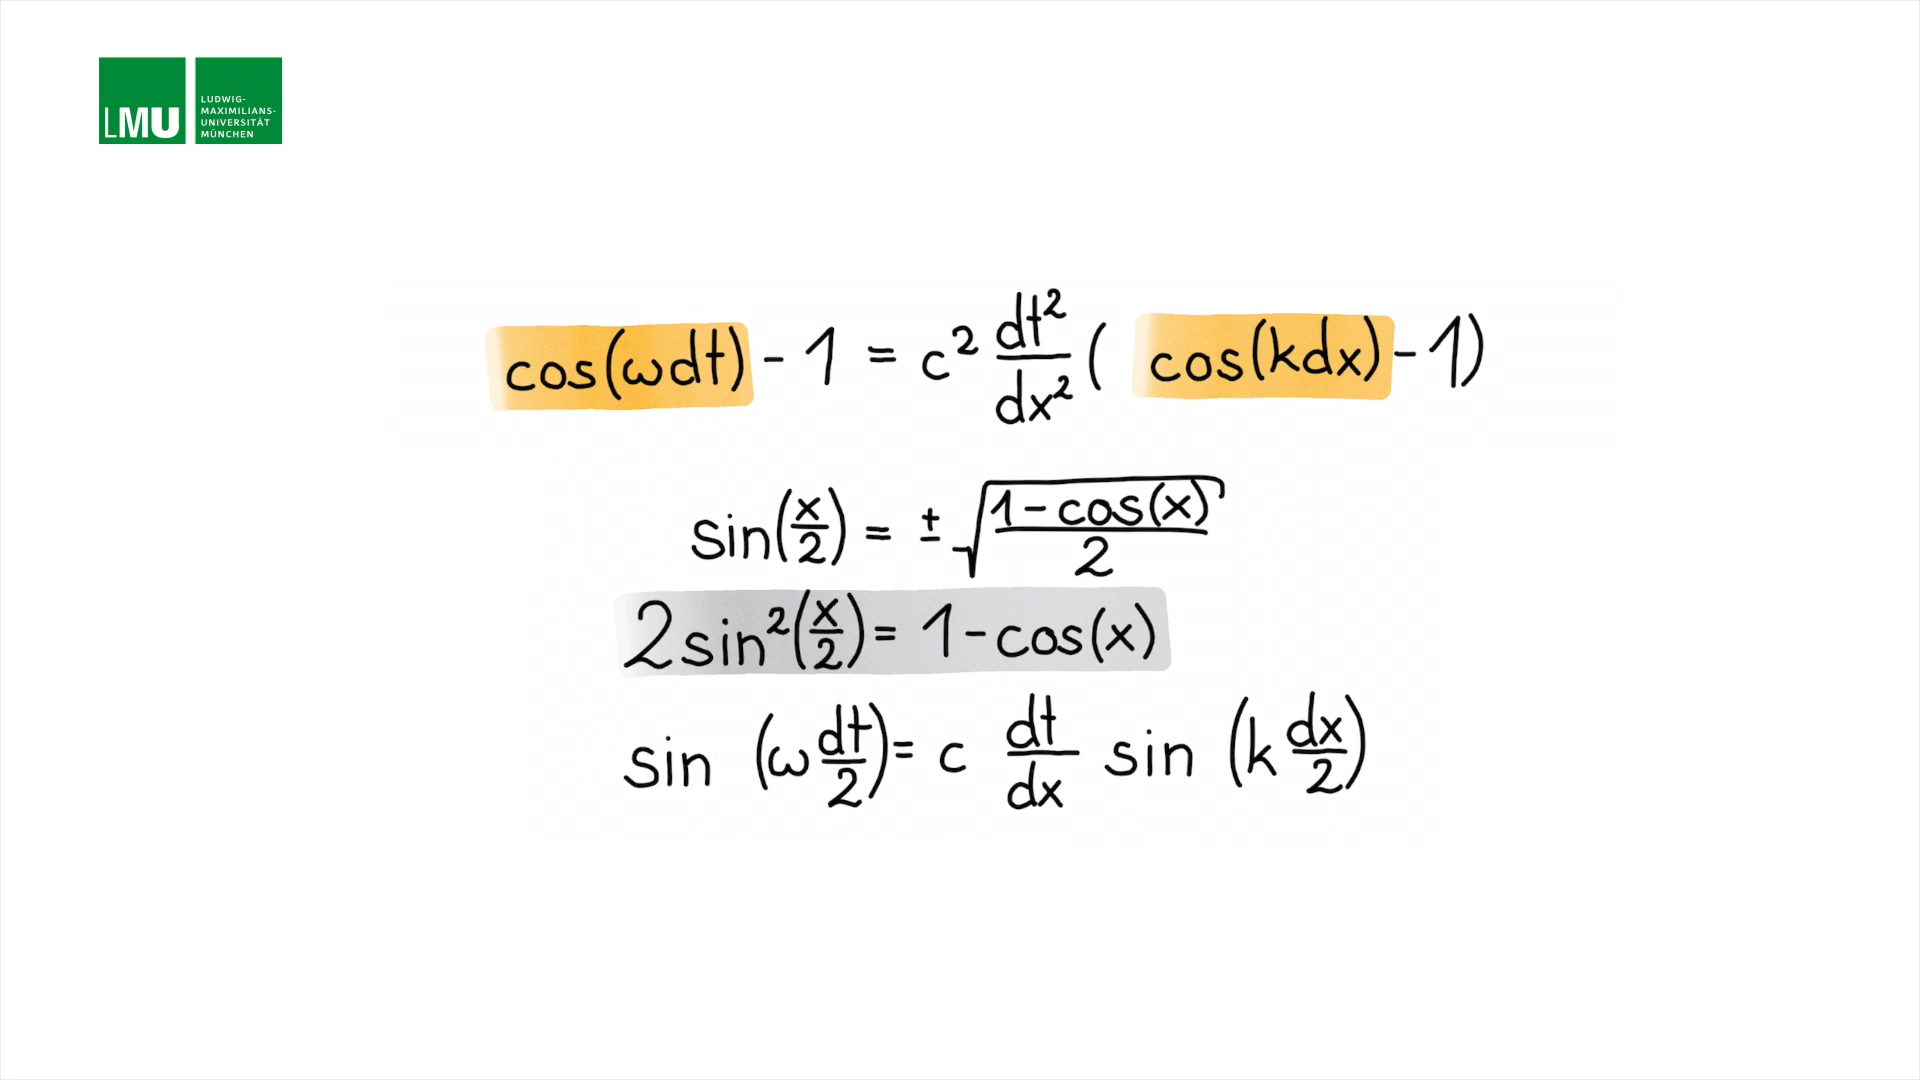 LMU
LUDWIG-
MAXIMILIANS-
UNIVERSITÄT
MÜNCHEN
cos(ωdt) - 1 = c² dt²/dx² ( cos(kdx) - 1)
sin(x/2) = ± √((1-cos(x))/2)
2sin²(x/2) = 1 - cos(x)
sin (ω dt/2) = c dt/dx sin (k dx/2)